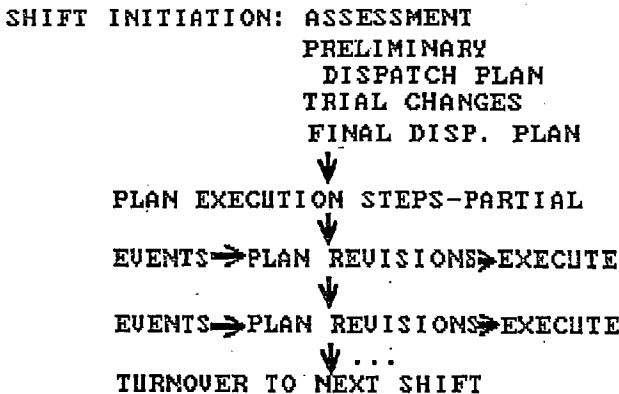 SHIFT INITIATION: ASSESSMENT
PRELIMINARY
DISPATCH PLAN
TRIAL CHANGES
FINAL DISP. PLAN
PLAN EXECUTION STEPS-PARTIAL
EVENTS→PLAN REVISIONS→EXECUTE
EVENTS→PLAN REVISIONS→EXECUTE
...
TURNOVER TO NEXT SHIFT